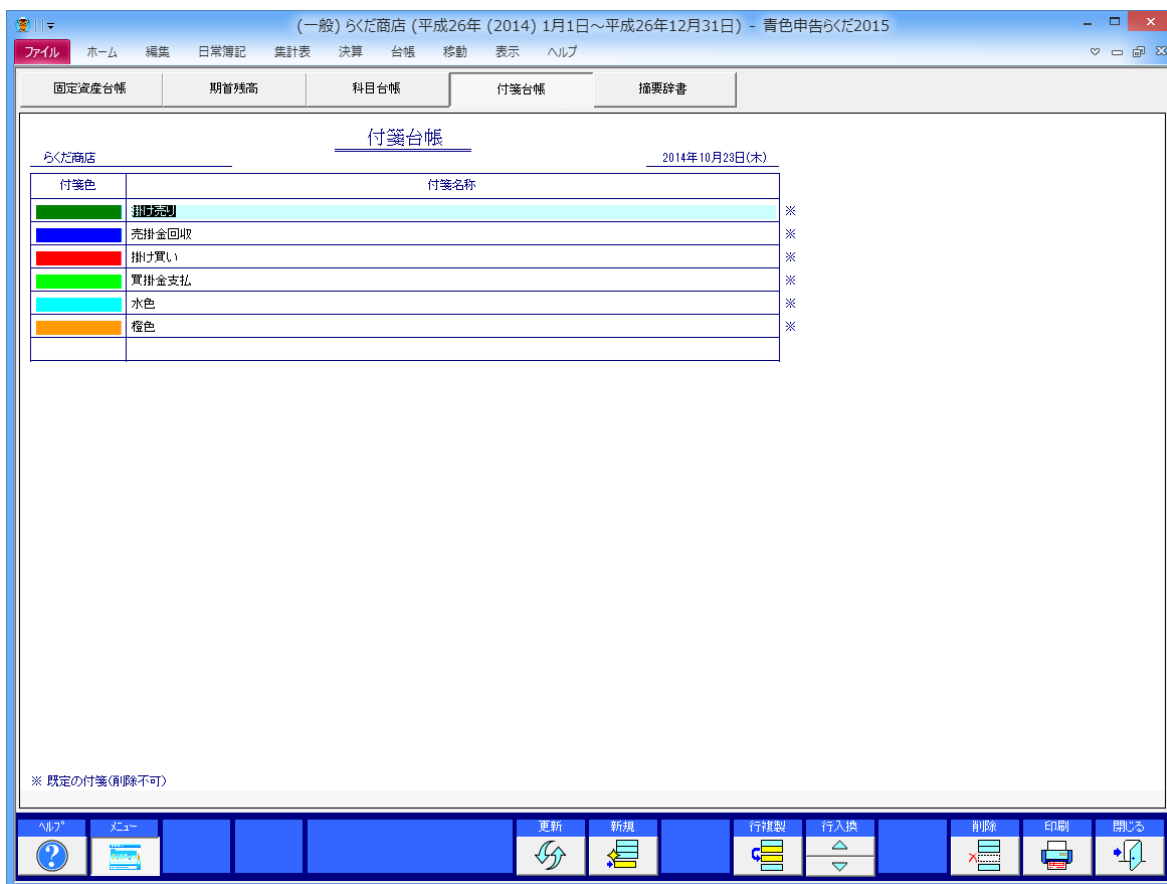 (一般) らくだ商店 (平成26年 (2014) 1月1日～平成26年12月31日) - 青色申告らくだ2015
ファイル ホーム 編集 日常簿記 集計表 決算 台帳 移動 表示 ヘルプ
固定資産台帳 期首残高 科目台帳 付箋台帳 摘要辞書
付箋台帳
らくだ商店 2014年10月23日(木)
付箋色 付箋名称
掛け売り ※
売掛金回収 ※
掛け買い ※
買掛金支払 ※
水色 ※
橙色 ※
※ 既定の付箋(削除不可)
ヘルプ メニュー 更新 新規 行複製 行入換 削除 印刷 閉じる